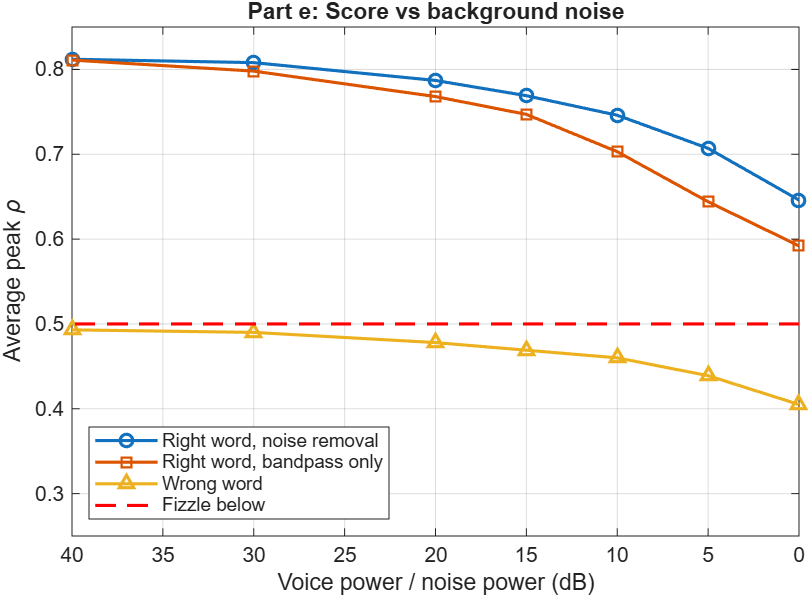 Part e: Score vs background noise
0.8
0.7
0.6
0.5
0.4
0.3
Average peak ρ
Right word, noise removal
Right word, bandpass only
Wrong word
Fizzle below
40 35 30 25 20 15 10 5 0
Voice power / noise power (dB)